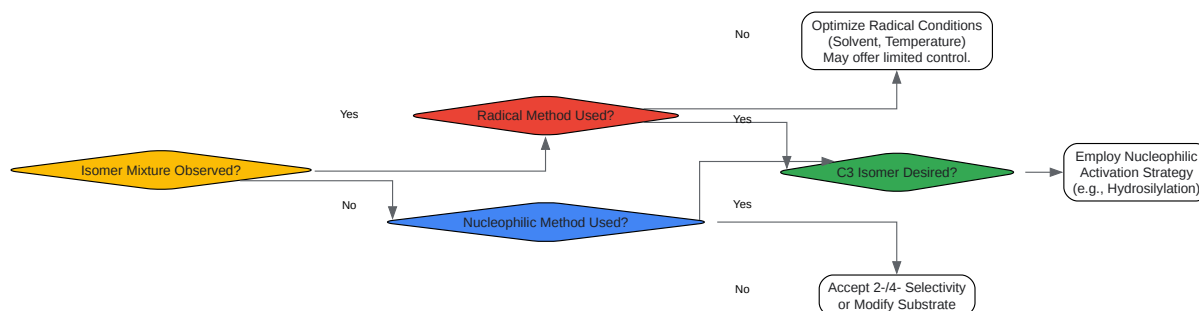 No
Optimize Radical Conditions
(Solvent, Temperature)
May offer limited control.
Yes
Radical Method Used?
Yes
Isomer Mixture Observed?
C3 Isomer Desired?
Employ Nucleophilic
Activation Strategy
(e.g., Hydrosilylation)
No
Nucleophilic Method Used?
Yes
No
Accept 2-/4- Selectivity
or Modify Substrate